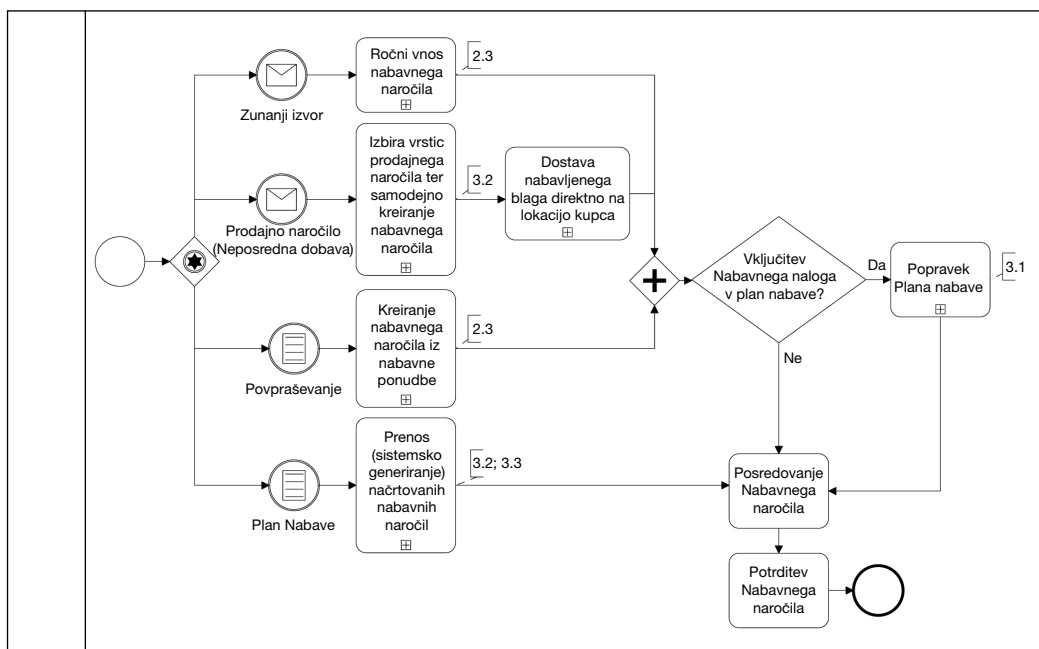 Ročni vnos
nabavnega
naročila
2.3
Zunanji izvor
Izbira vrstic
prodajnega
naročila ter
samodejno
kreiranje
nabavnega
naročila
3.2
Dostava
nabavljenega
blaga direktno na
lokacijo kupca
Prodajno naročilo
(Neposredna dobava)
Vključitev
Nabavnega naloga
v plan nabave?
Da
Popravek
Plana nabave
3.1
Kreiranje
nabavnega
naročila iz
nabavne
ponudbe
2.3
Povpraševanje
Ne
Prenos
(sistemsko
generiranje)
načrtovanih
nabavnih
naročil
3.2; 3.3
Plan Nabave
Posredovanje
Nabavnega
naročila
Potrditev
Nabavnega
naročila